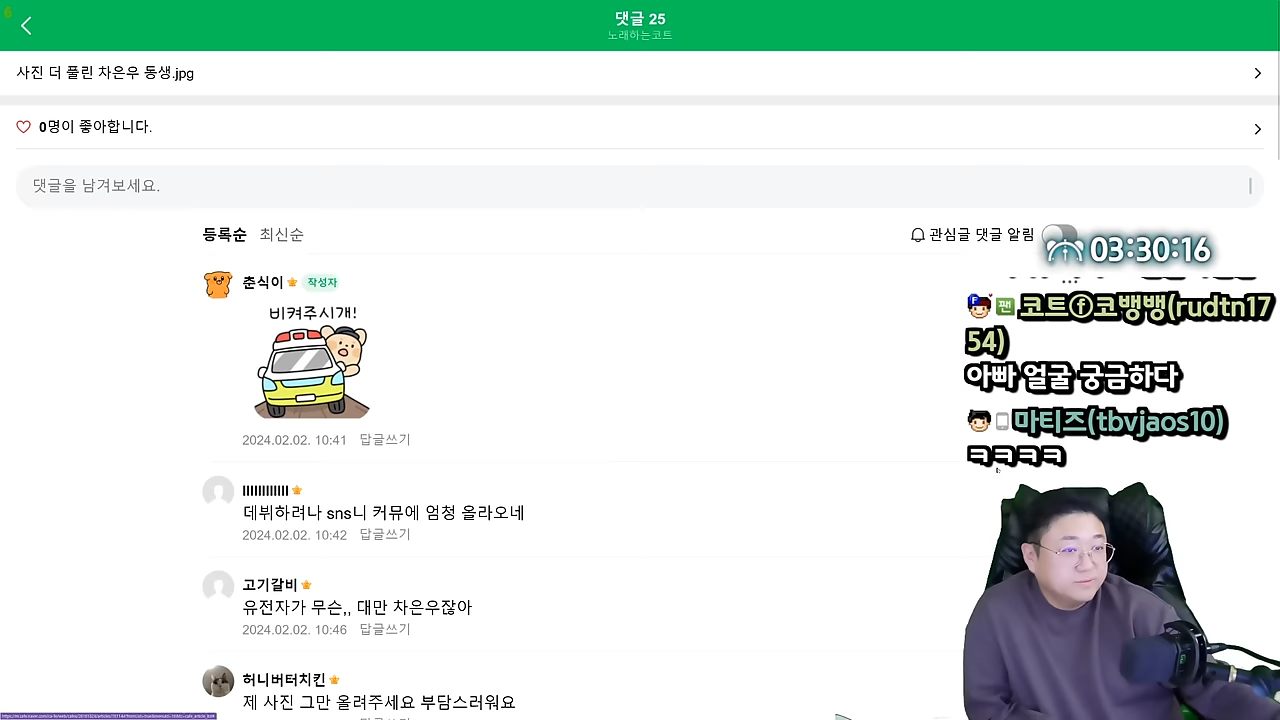 6
댓글 25
노래하는코트
사진 더 풀린 차은우 동생.jpg
0명이 좋아합니다.
댓글을 남겨보세요.
등록순 최신순
관심글 댓글 알림
03:30:16
춘식이 작성자
비켜주시개!
2024.02.02. 10:41 답글쓰기
팬 코트ⓕ코뱅뱅(rudtn17
54)
아빠 얼굴 궁금하다
마티즈(tbvjaos10)
ㅋㅋㅋㅋ
llllllllllll
데뷔하려나 sns니 커뮤에 엄청 올라오네
2024.02.02. 10:42 답글쓰기
고기갈비
유전자가 무슨,, 대만 차은우잖아
2024.02.02. 10:46 답글쓰기
허니버터치킨
제 사진 그만 올려주세요 부담스러워요